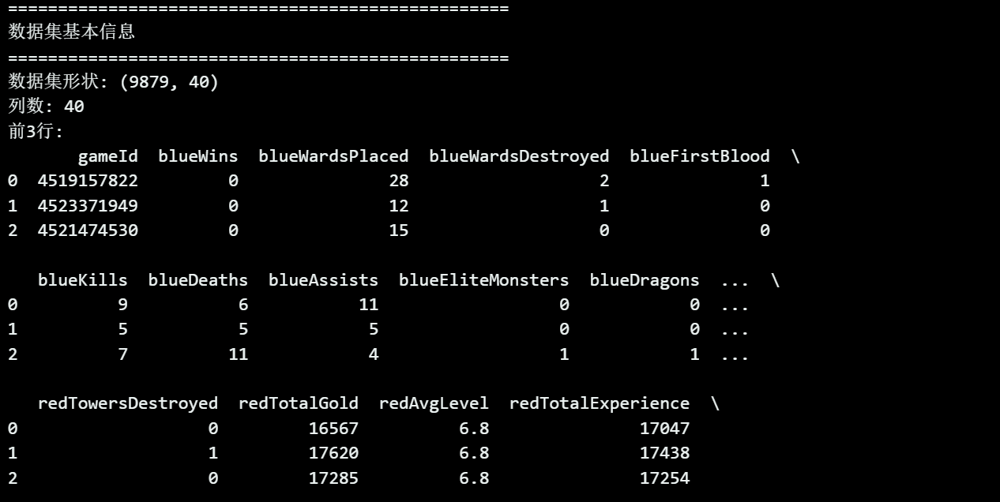 ==================================================
数据集基本信息
==================================================
数据集形状: (9879, 40)
列数: 40
前3行:
       gameId  blueWins  blueWardsPlaced  blueWardsDestroyed  blueFirstBlood  \
0  4519157822         0               28                   2               1
1  4523371949         0               12                   1               0
2  4521474530         0               15                   0               0

   blueKills  blueDeaths  blueAssists  blueEliteMonsters  blueDragons  ...  \
0          9           6           11                  0            0  ...
1          5           5            5                  0            0  ...
2          7          11            4                  1            1  ...

   redTowersDestroyed  redTotalGold  redAvgLevel  redTotalExperience  \
0                   0         16567          6.8               17047
1                   1         17620          6.8               17438
2                   0         17285          6.8               17254